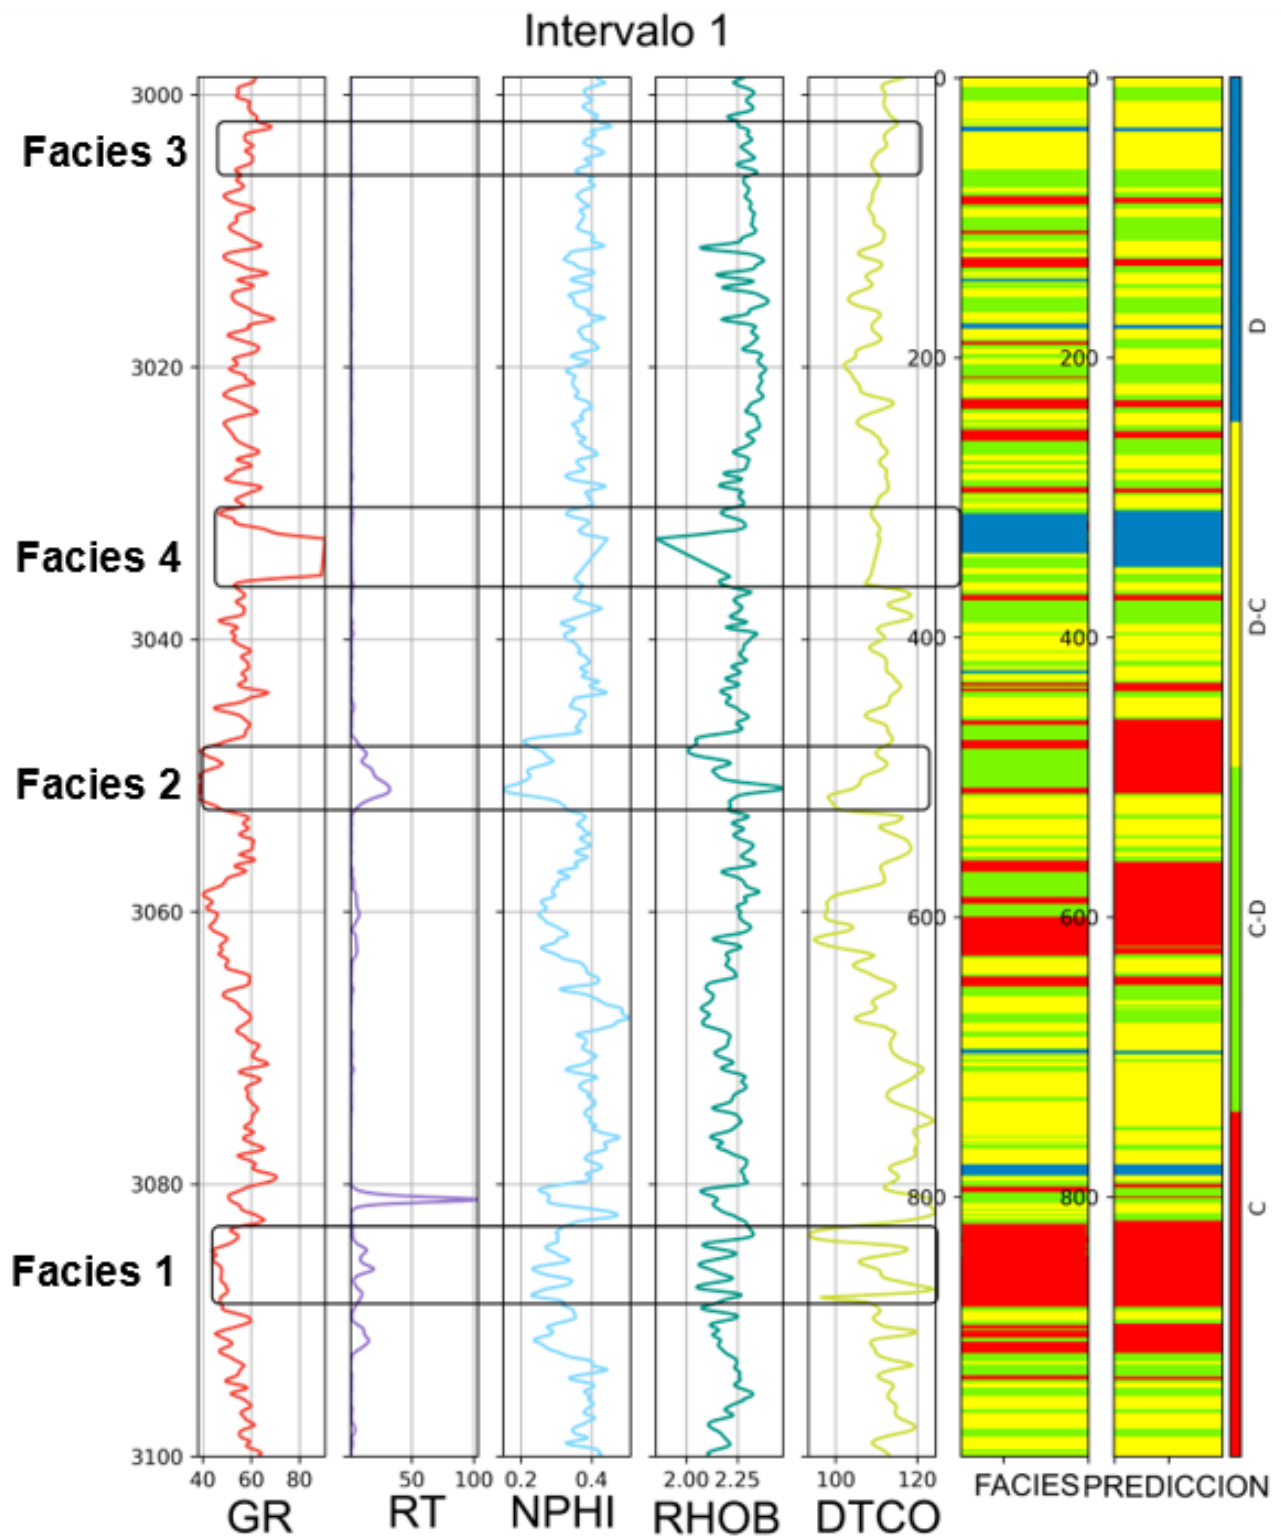 Intervalo 1
3000
3020
3040
3060
3080
3100
Facies 3
Facies 4
Facies 2
Facies 1
0
200
400
600
800
0
200
400
600
800
D
D-C
C-D
C
40 60 80
50 100
0.2 0.4
2.00 2.25
100 120
GR
RT
NPHI
RHOB
DTCO
FACIES
PREDICCION